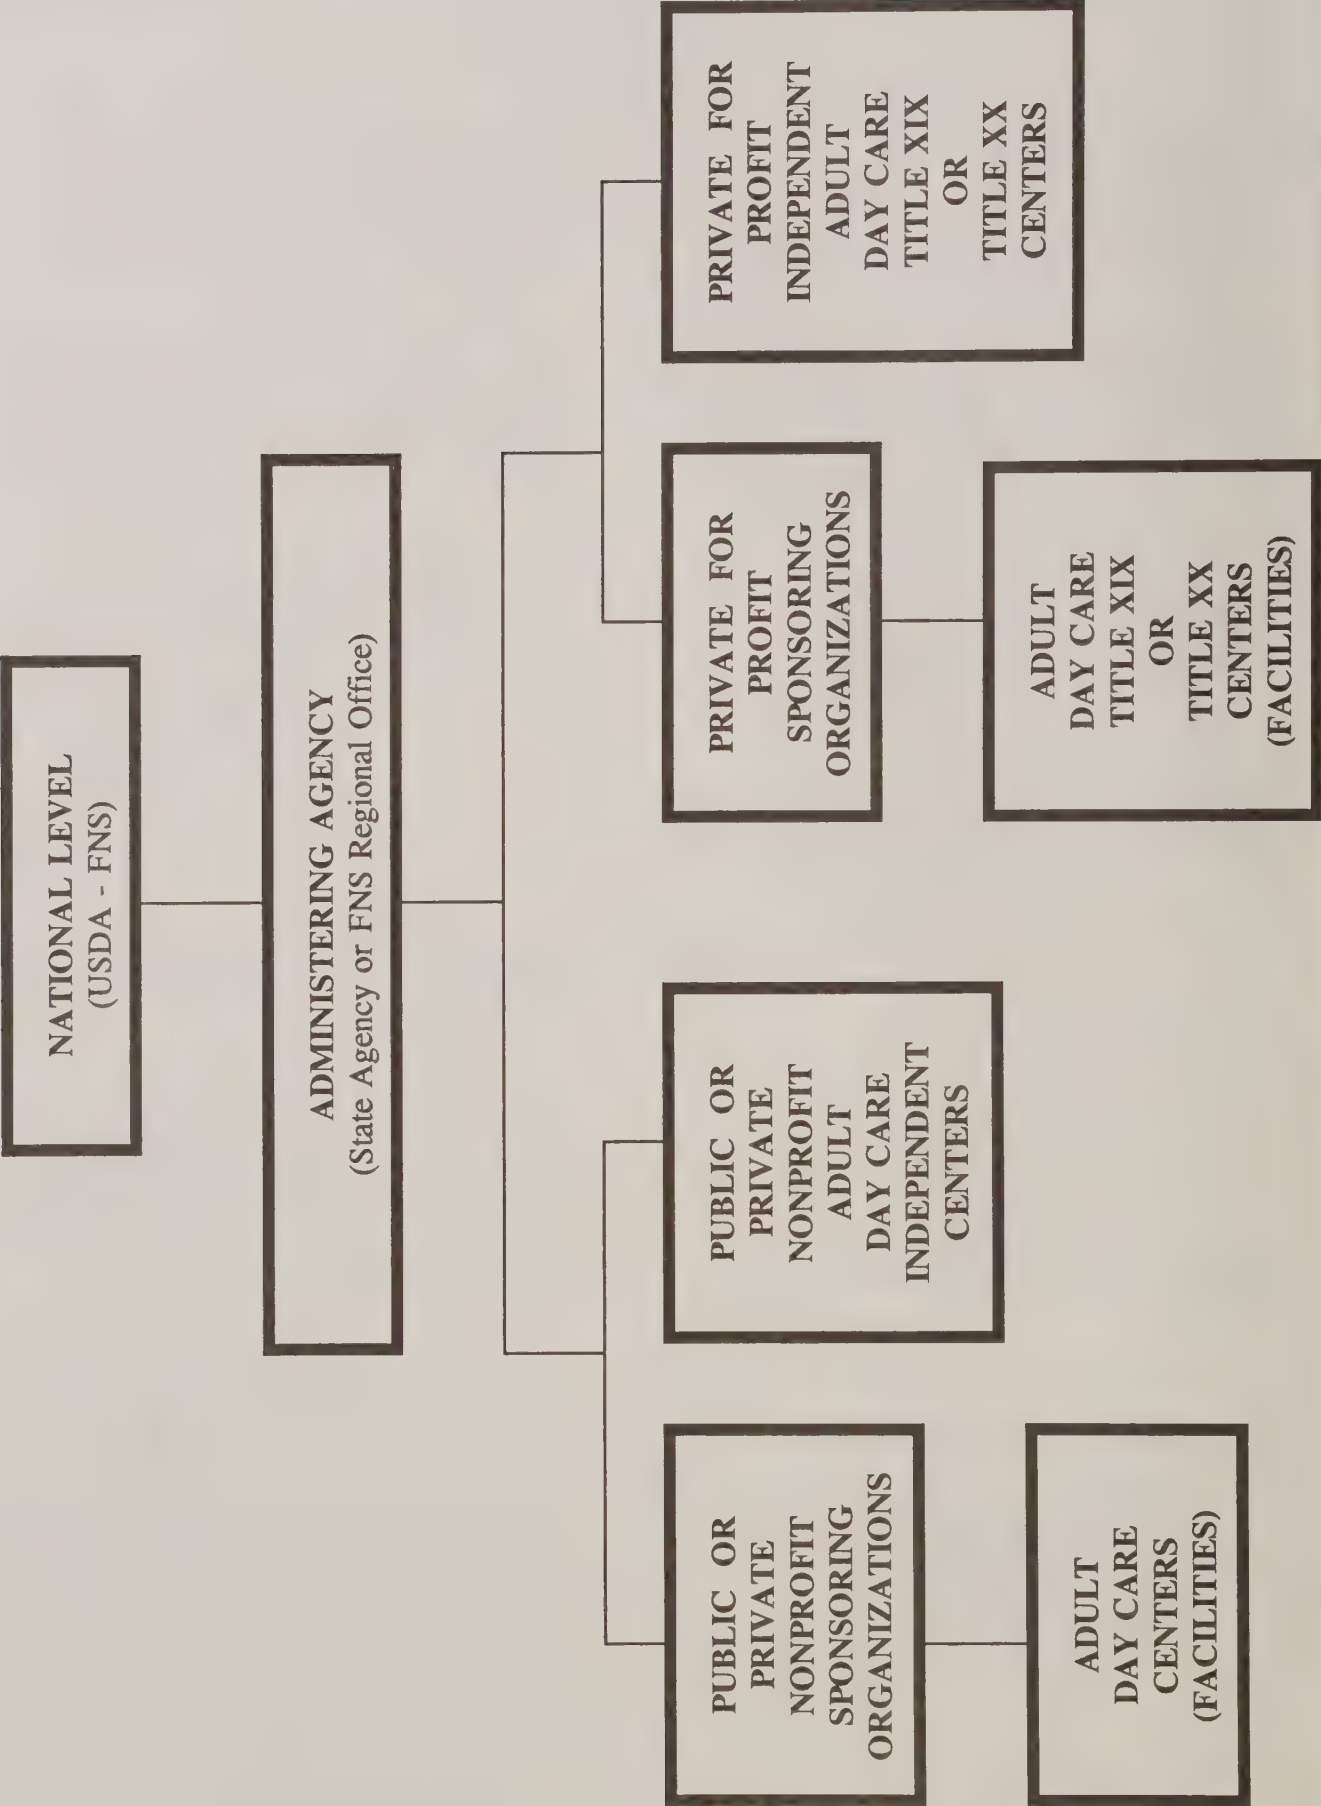 NATIONAL LEVEL
(USDA - FNS)
ADMINISTERING AGENCY
(State Agency or FNS Regional Office)
PUBLIC OR
PRIVATE
NONPROFIT
SPONSORING
ORGANIZATIONS
PUBLIC OR
PRIVATE
NONPROFIT
ADULT
DAY CARE
INDEPENDENT
CENTERS
PRIVATE FOR
PROFIT
SPONSORING
ORGANIZATIONS
PRIVATE FOR
PROFIT
INDEPENDENT
ADULT
DAY CARE
TITLE XIX
OR
TITLE XX
CENTERS
ADULT
DAY CARE
CENTERS
(FACILITIES)
ADULT
DAY CARE
TITLE XIX
OR
TITLE XX
CENTERS
(FACILITIES)